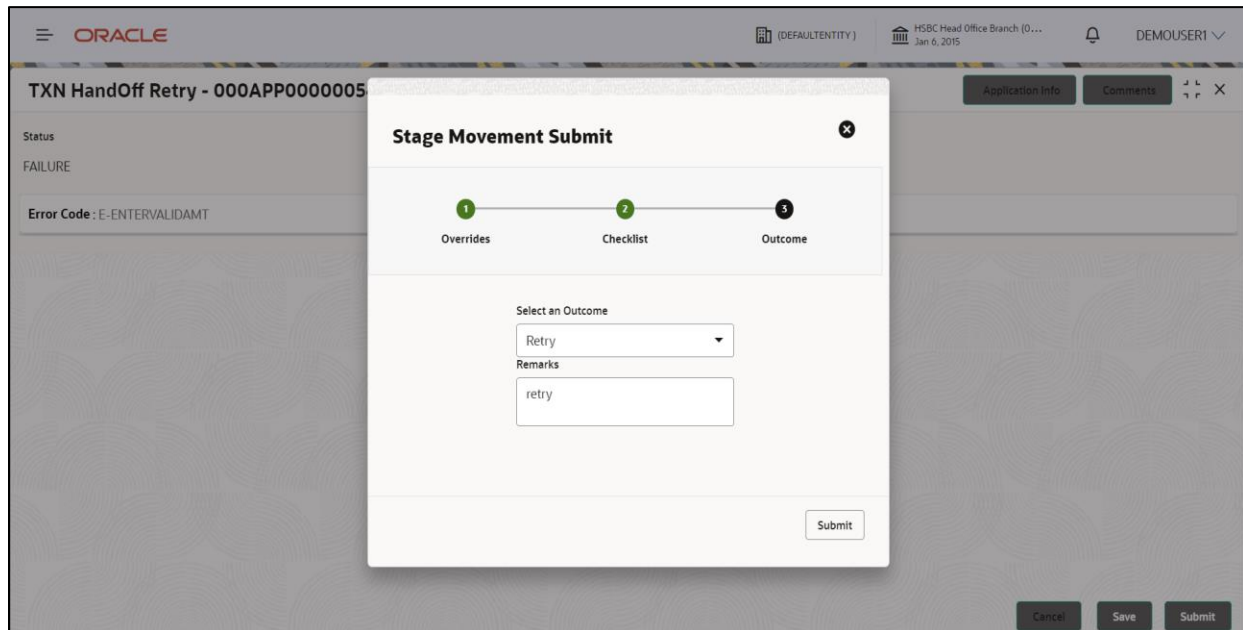 ORACLE
(DEFAULTENTITY)
HSBC Head Office Branch (0...
Jan 6, 2015
DEMOUSER1
TXN HandOff Retry - 000APP0000005
Application Info
Comments
Status
FAILURE
Error Code : E-ENTERVALIDAMT
Stage Movement Submit
1
2
3
Overrides
Checklist
Outcome
Select an Outcome
Retry
Remarks
retry
Submit
Cancel
Save
Submit